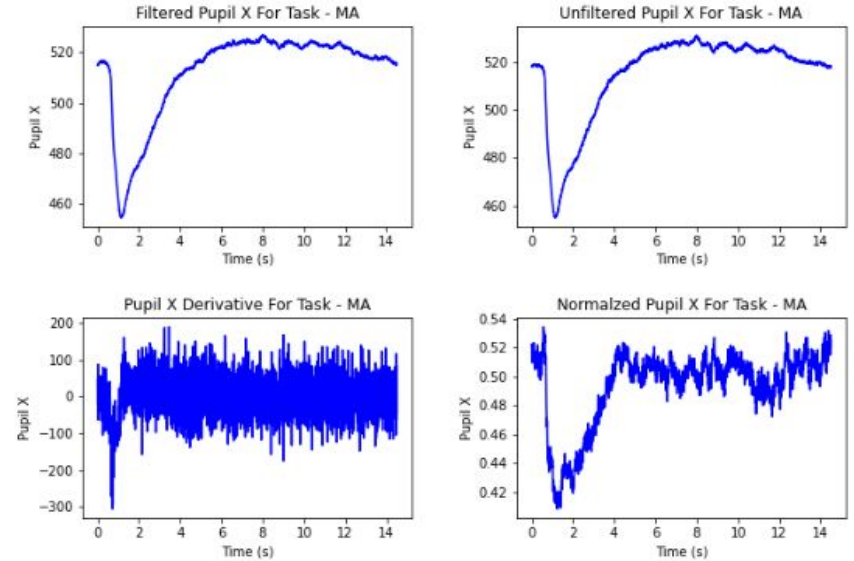 Filtered Pupil X For Task - MA
520
500
480
460
Pupil X
0 2 4 6 8 10 12 14
Time (s)
Unfiltered Pupil X For Task - MA
520
500
480
460
Pupil X
0 2 4 6 8 10 12 14
Time (s)
Pupil X Derivative For Task - MA
200
100
0
−100
−200
−300
Pupil X
0 2 4 6 8 10 12 14
Time (s)
Normalzed Pupil X For Task - MA
0.54
0.52
0.50
0.48
0.46
0.44
0.42
Pupil X
0 2 4 6 8 10 12 14
Time (s)